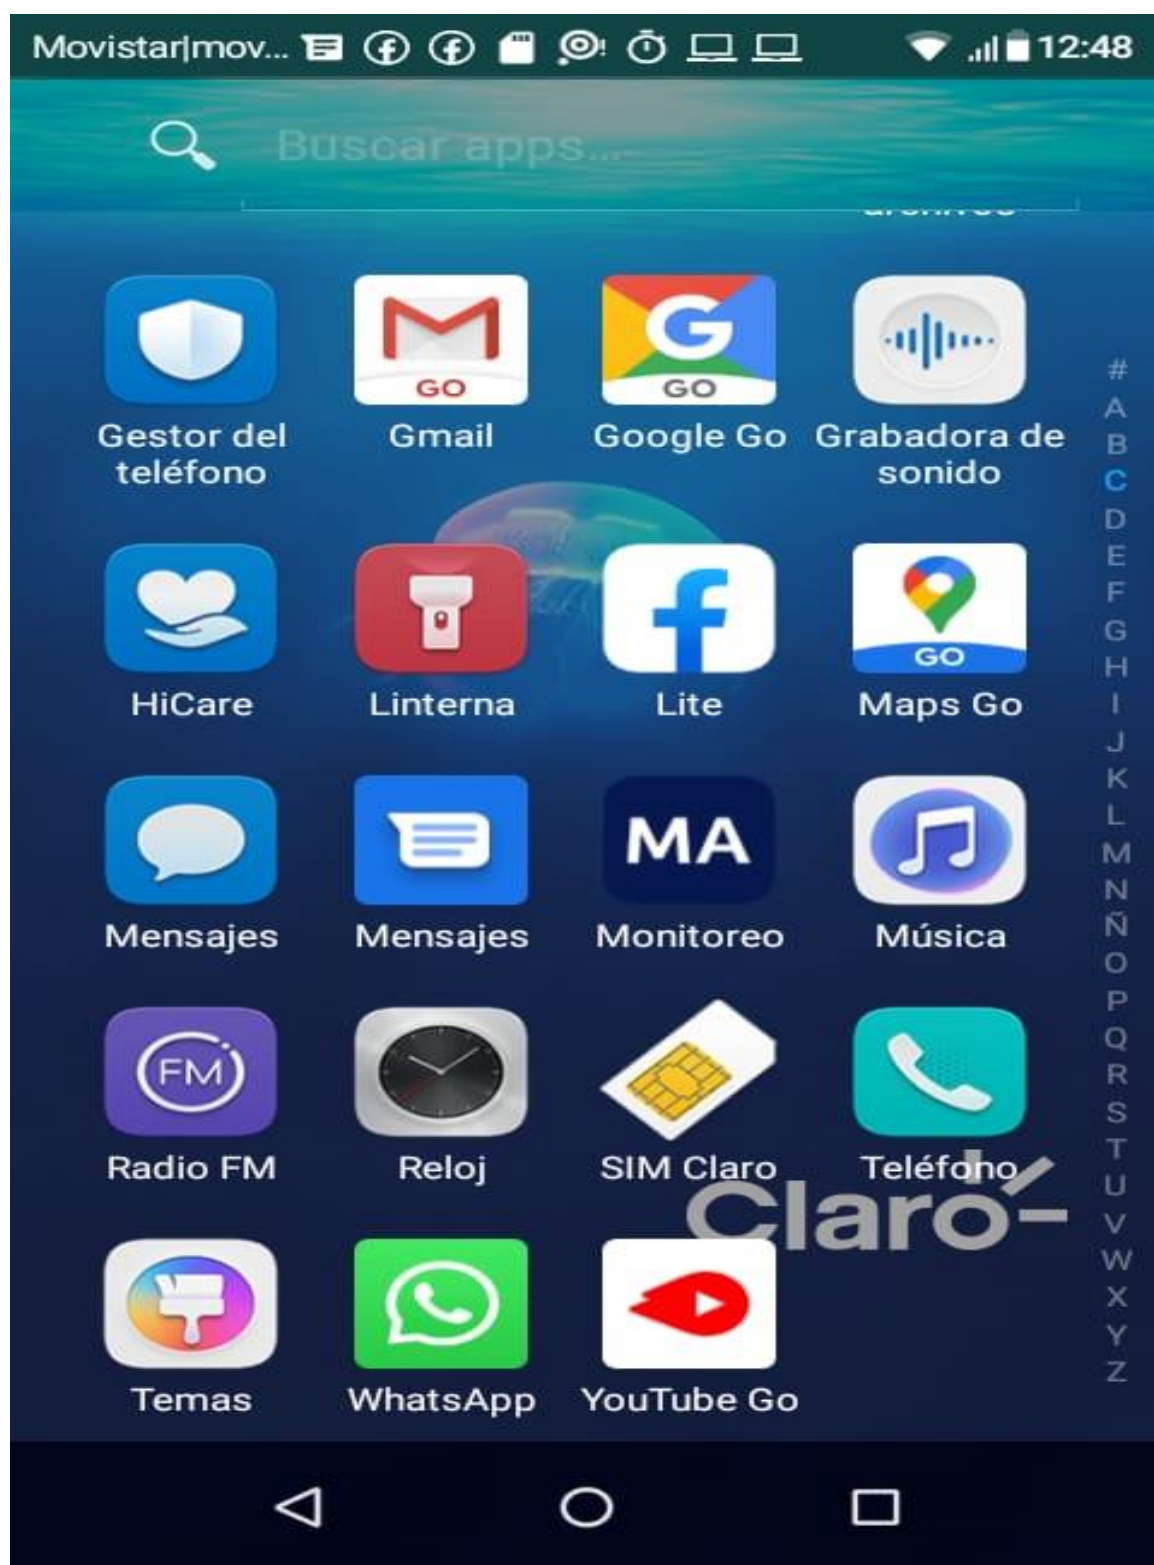 Movistar|mov... 12:48
Buscar apps...
archivos
GO GO
Gestor del teléfono
Gmail
Google Go
Grabadora de sonido
GO
HiCare
Linterna
Lite
Maps Go
MA
Mensajes
Mensajes
Monitoreo
Música
FM
Radio FM
Reloj
SIM Claro
Teléfono
Claro
Temas
WhatsApp
YouTube Go
#
A
B
C
D
E
F
G
H
I
J
K
L
M
N
Ñ
O
P
Q
R
S
T
U
V
W
X
Y
Z